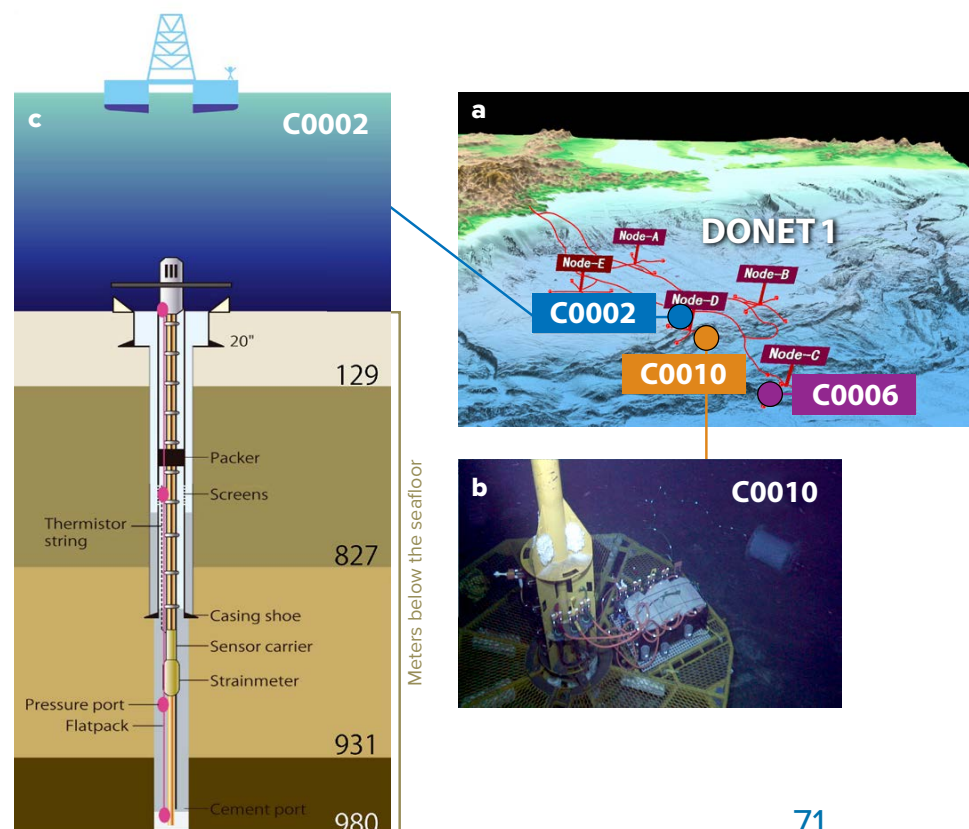 c
C0002
20"
129
Packer
Screens
Thermistor
string
827
Casing shoe
Sensor carrier
Strainmeter
Pressure port
Flatpack
931
Cement port
980
Meters below the seafloor
a
DONET 1
Node-A
Node-E
Node-B
Node-D
C0002
C0010
Node-C
C0006
b
C0010
71